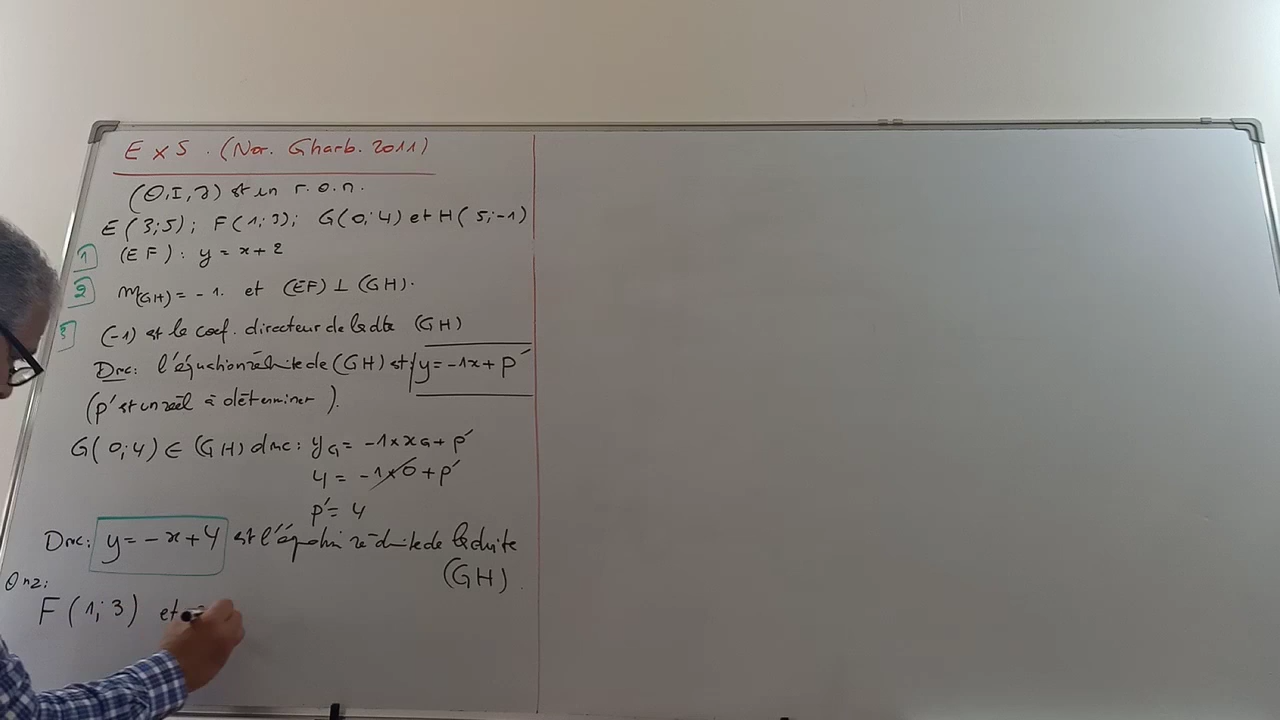 Ex 5 . (Nor. Gharb. 2011)
(O,I,J) est un r.o.n.
E(3;5); F(1;3); G(0;4) et H(5;-1)
1 (EF): y = x+2
2 m(GH) = -1. et (EF) ⊥ (GH).
3 (-1) est le coef. directeur de la dte (GH)
Donc: l'équation réduite de (GH) est y = -1x + p'
(p' est un réel à déterminer).
G(0;4) ∈ (GH) donc: yG = -1 × xG + p'
4 = -1×0 + p'
p' = 4
Donc: y = -x+4 est l'équation réduite de la droite
(GH).
On a:
F(1;3) et